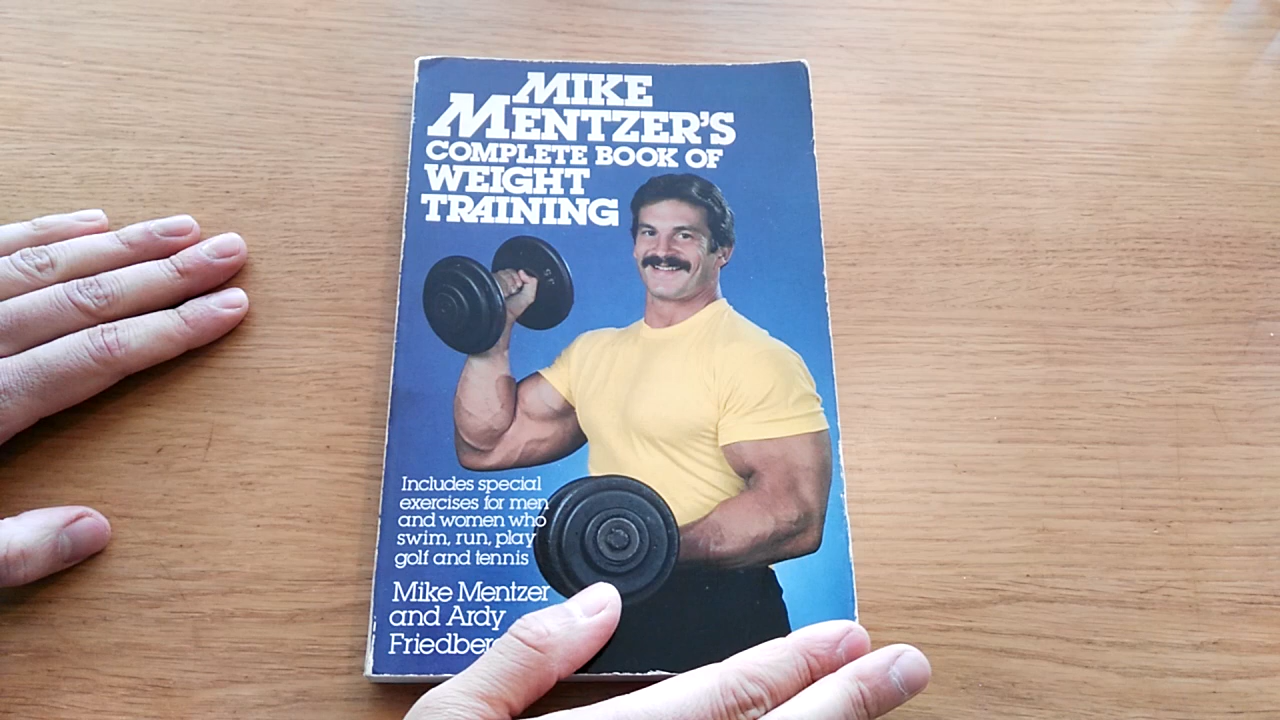 MIKE
MENTZER'S
COMPLETE BOOK OF
WEIGHT
TRAINING
Includes special
exercises for men
and women who
swim, run, play
golf and tennis
Mike Mentzer
and Ardy